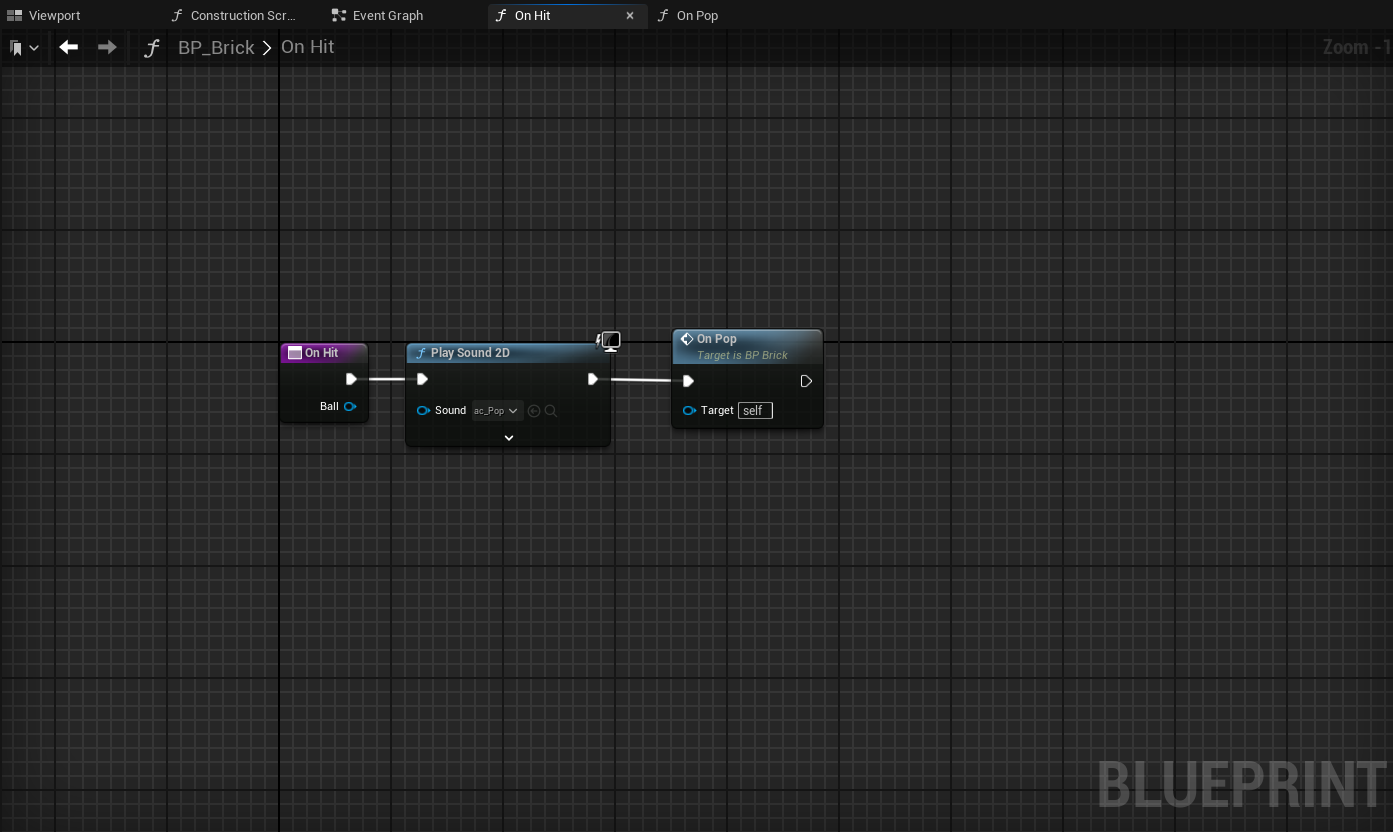 Viewport
Construction Scr...
Event Graph
On Hit
On Pop
BP_Brick > On Hit
Zoom -1
On Hit
Ball
Play Sound 2D
Sound ac_Pop
On Pop
Target is BP Brick
Target self
BLUEPRINT